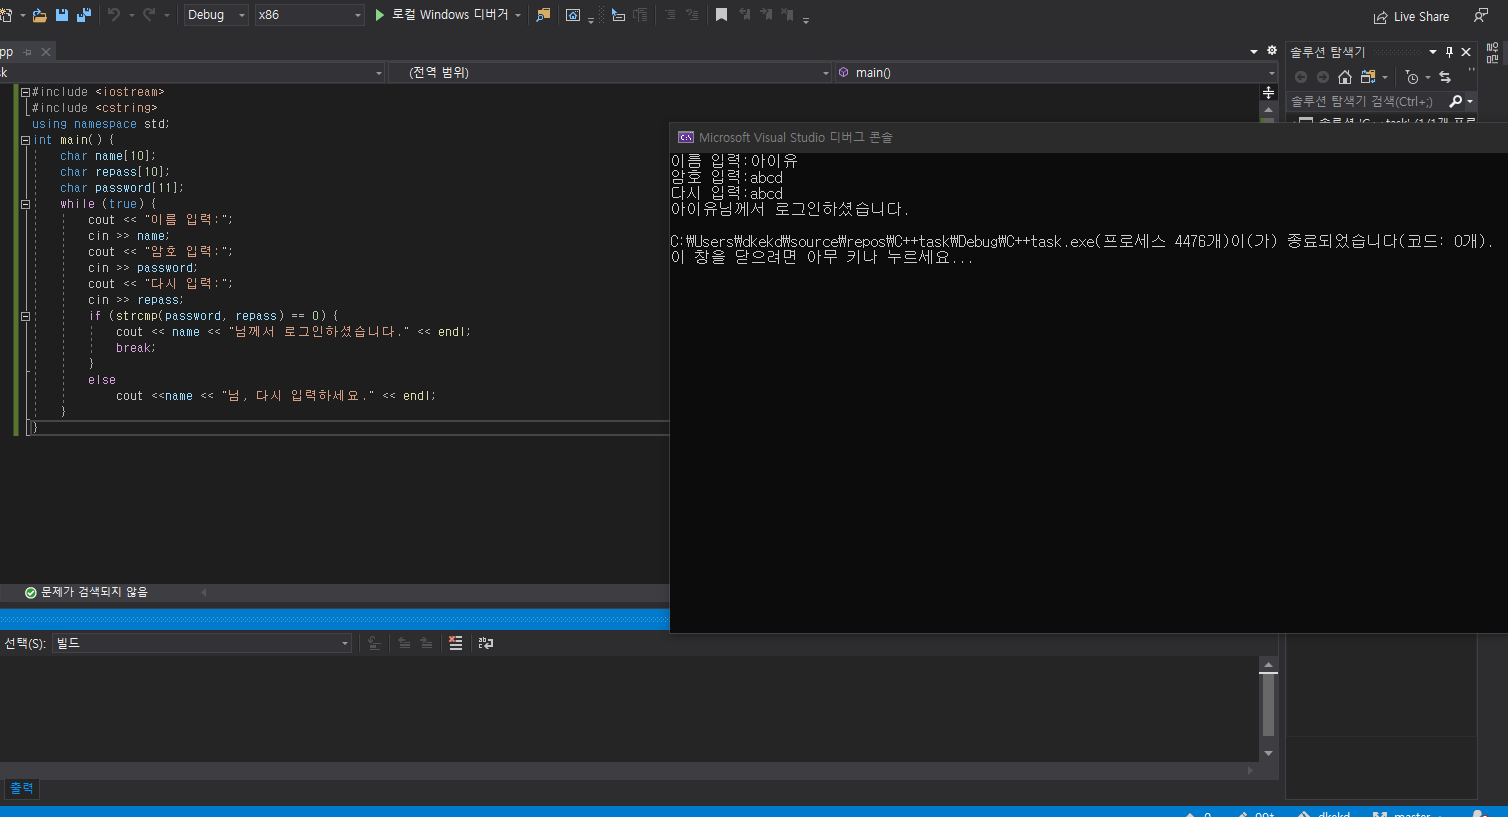 Debug x86 로컬 Windows 디버거 Live Share
pp
sk (전역 범위) main()
솔루션 탐색기
솔루션 탐색기 검색(Ctrl+;)
#include <iostream>
#include <cstring>
using namespace std;
int main() {
char name[10];
char repass[10];
char password[11];
while (true) {
cout << "이름 입력:";
cin >> name;
cout << "암호 입력:";
cin >> password;
cout << "다시 입력:";
cin >> repass;
if (strcmp(password, repass) == 0) {
cout << name << "님께서 로그인하셨습니다." << endl;
break;
}
else
cout <<name << "님, 다시 입력하세요." << endl;
}
}
Microsoft Visual Studio 디버그 콘솔
이름 입력:아이유
암호 입력:abcd
다시 입력:abcd
아이유님께서 로그인하셨습니다.
C:\Users\dkekd\source\repos\C++task\Debug\C++task.exe(프로세스 4476개)이(가) 종료되었습니다(코드: 0개).
이 창을 닫으려면 아무 키나 누르세요...
문제가 검색되지 않음
선택(S): 빌드
출력